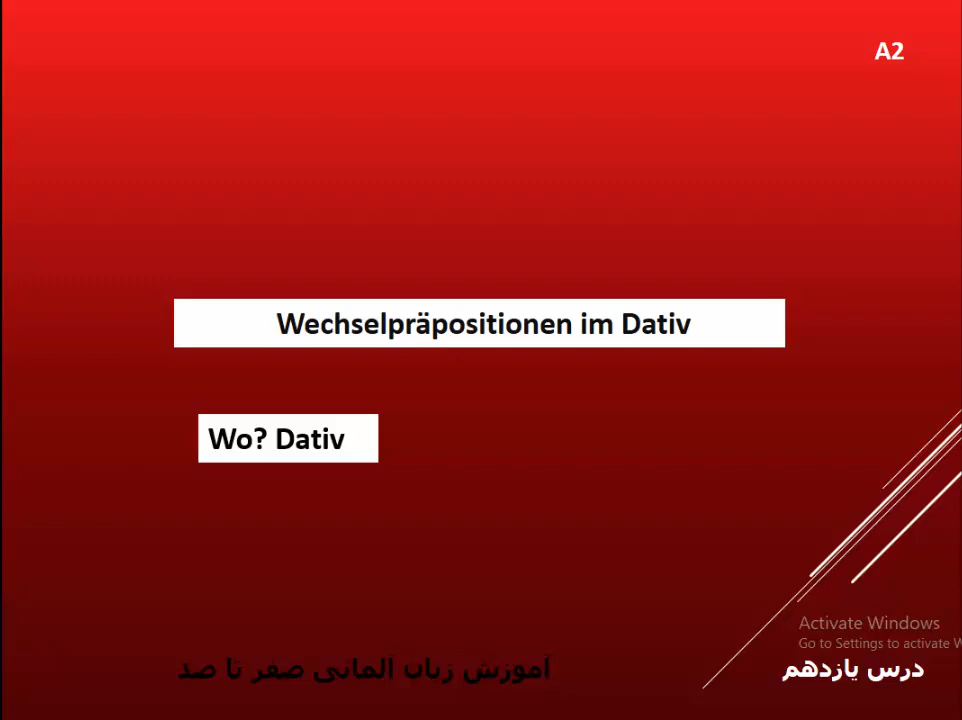 A2
Wechselpräpositionen im Dativ
Wo? Dativ
Activate Windows
Go to Settings to activate W
آموزش زبان آلمانی صفر تا صد
درس یازدهم